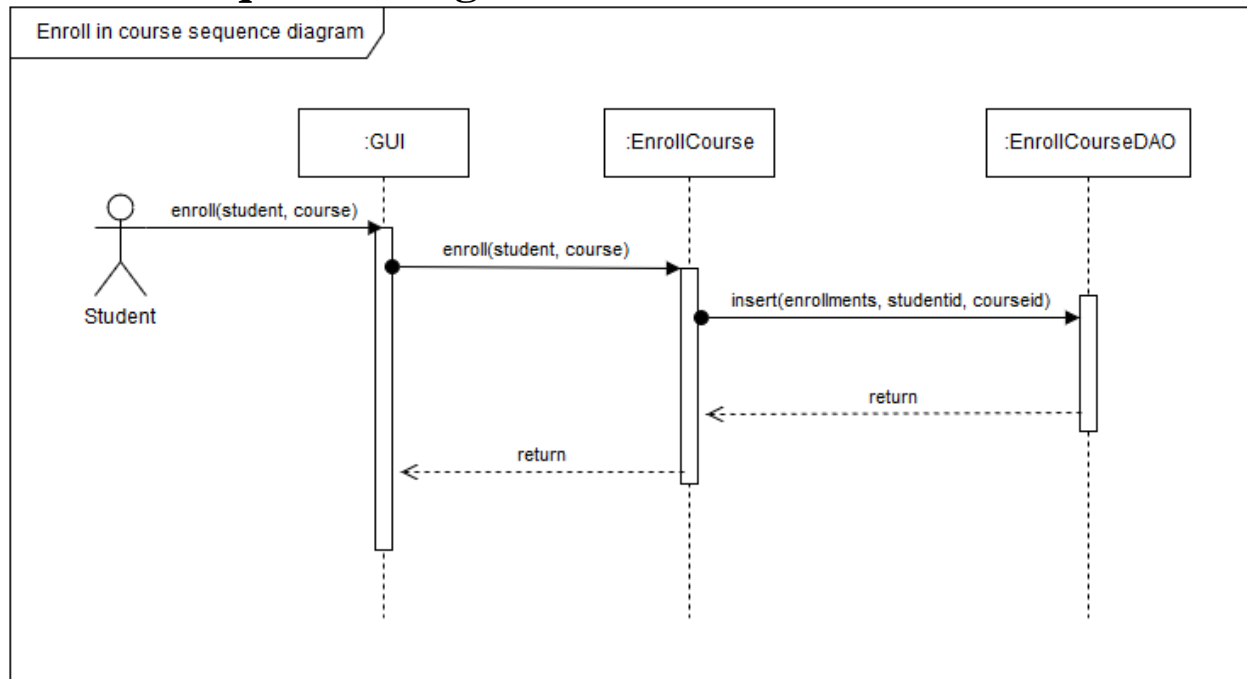 Enroll in course sequence diagram
:GUI
:EnrollCourse
:EnrollCourseDAO
enroll(student, course)
enroll(student, course)
insert(enrollments, studentid, courseid)
Student
return
return